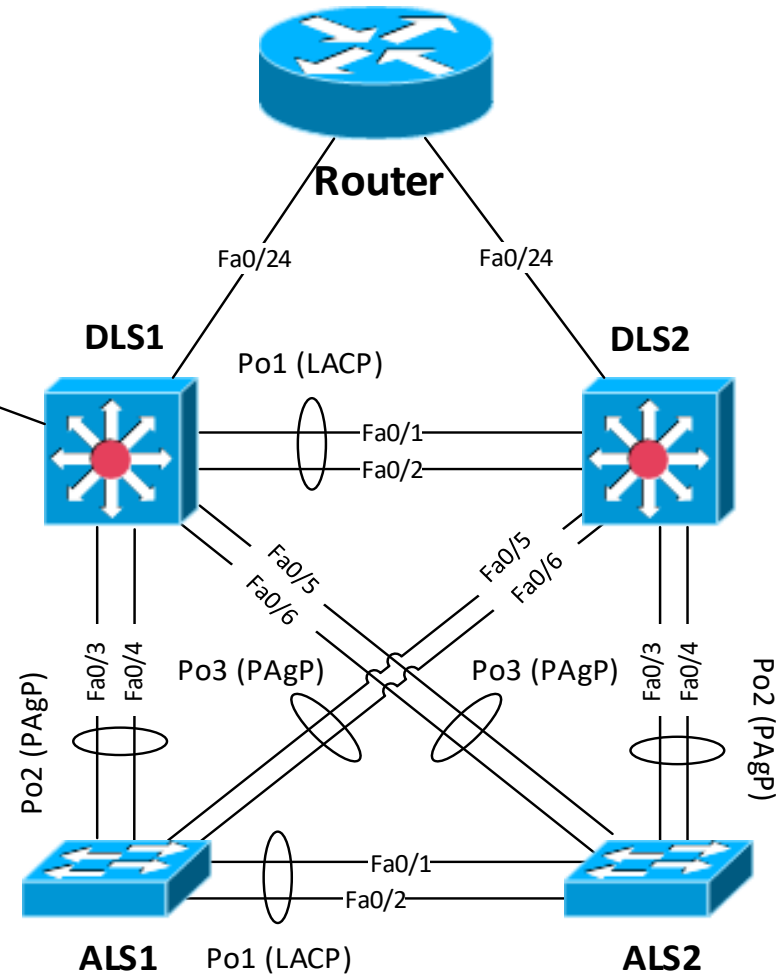 Router
Fa0/24
Fa0/24
DLS1
DLS2
Po1 (LACP)
Fa0/1
Fa0/2
Fa0/5
Fa0/6
Fa0/5
Fa0/6
Fa0/3
Fa0/4
Po2 (PAgP)
Po3 (PAgP)
Po3 (PAgP)
Fa0/3
Fa0/4
Po2 (PAgP)
Fa0/1
Fa0/2
ALS1
Po1 (LACP)
ALS2